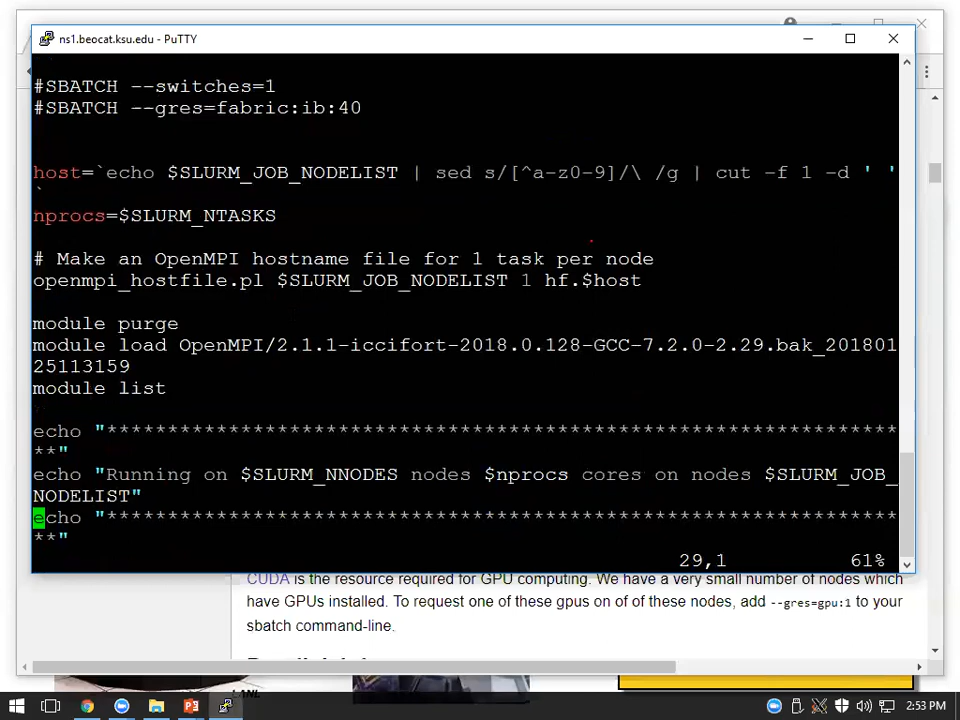 ns1.beocat.ksu.edu - PuTTY
#SBATCH --switches=1
#SBATCH --gres=fabric:ib:40
host=`echo $SLURM_JOB_NODELIST | sed s/[^a-z0-9]/\ /g | cut -f 1 -d ' '
`
nprocs=$SLURM_NTASKS
# Make an OpenMPI hostname file for 1 task per node
openmpi_hostfile.pl $SLURM_JOB_NODELIST 1 hf.$host
module purge
module load OpenMPI/2.1.1-iccifort-2018.0.128-GCC-7.2.0-2.29.bak_201801
25113159
module list
echo "*****************************************************************
**"
echo "Running on $SLURM_NNODES nodes $nprocs cores on nodes $SLURM_JOB_
NODELIST"
echo "*****************************************************************
**"
29,1 61%
CUDA is the resource required for GPU computing. We have a very small number of nodes which
have GPUs installed. To request one of these gpus on of of these nodes, add --gres=gpu:1 to your
sbatch command-line.
LANL
2:53 PM